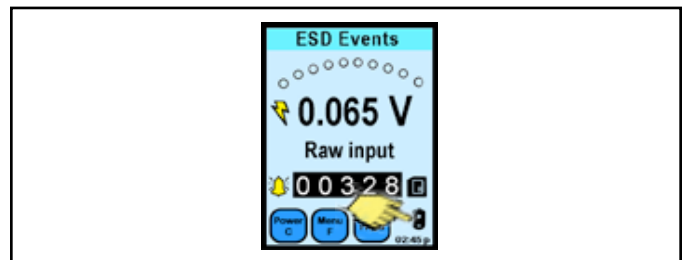 ESD Events
0.065 V
Raw input
00328
Power Menu
C F
02:45 p